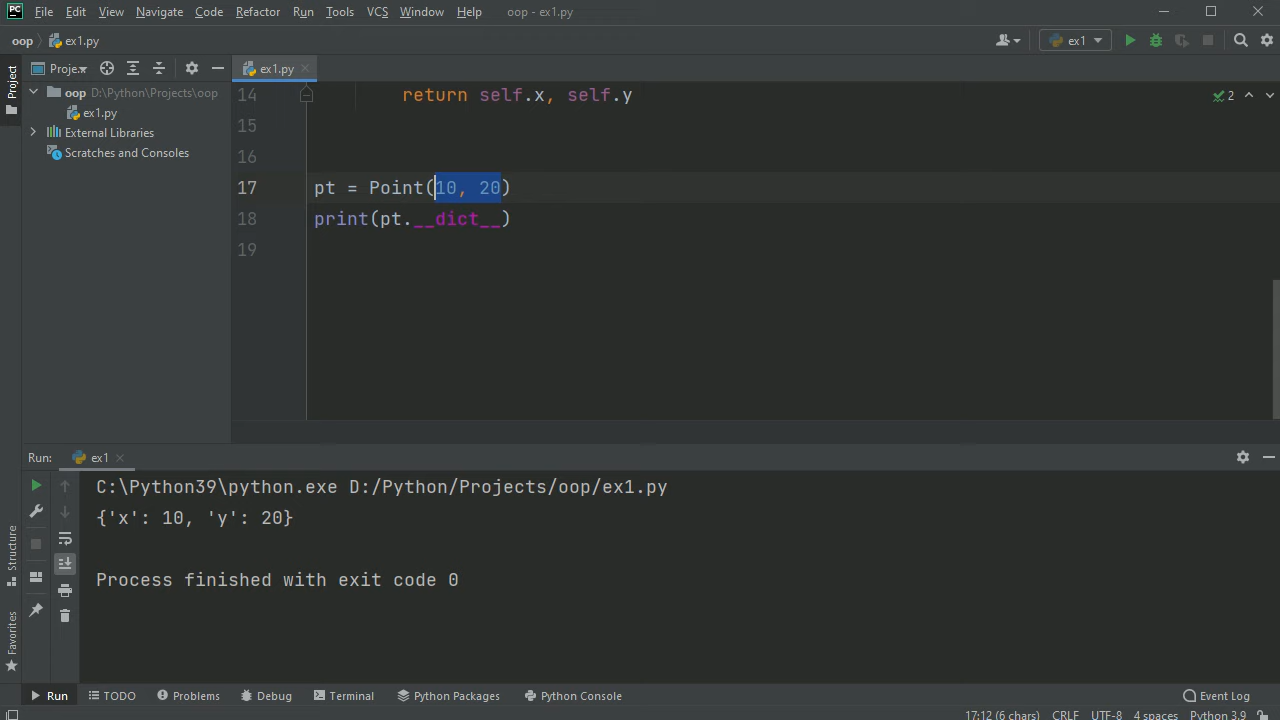 PC File Edit View Navigate Code Refactor Run Tools VCS Window Help oop - ex1.py
oop ex1.py ex1
Project Proje... ex1.py
oop D:\Python\Projects\oop
ex1.py
External Libraries
Scratches and Consoles
14 return self.x, self.y 2
15
16
17 pt = Point(10, 20)
18 print(pt.__dict__)
19
Run: ex1
C:\Python39\python.exe D:/Python/Projects/oop/ex1.py
{'x': 10, 'y': 20}
Process finished with exit code 0
Structure
Favorites
Run TODO Problems Debug Terminal Python Packages Python Console Event Log
17:12 (6 chars) CRLF UTF-8 4 spaces Python 3.9